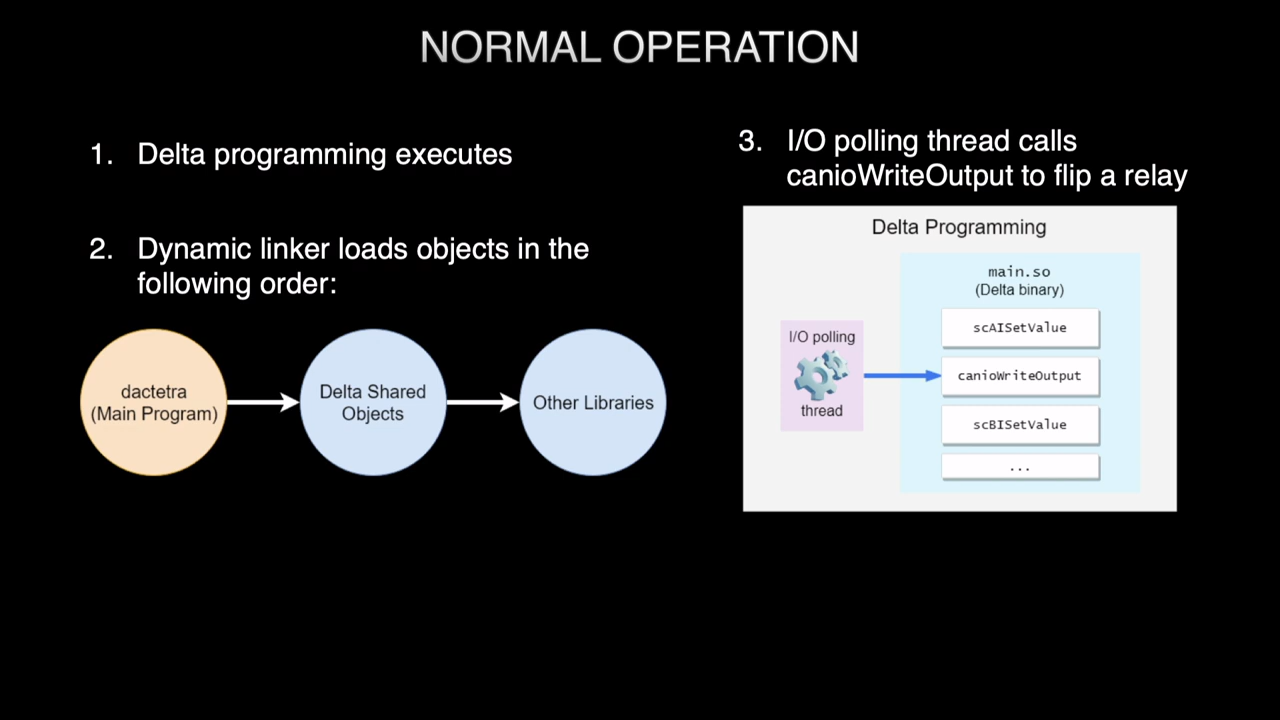 NORMAL OPERATION
1. Delta programming executes
2. Dynamic linker loads objects in the
following order:
dactetra
(Main Program)
Delta Shared
Objects
Other Libraries
3. I/O polling thread calls
canioWriteOutput to flip a relay
Delta Programming
main.so
(Delta binary)
I/O polling
thread
scAISetValue
canioWriteOutput
scBISetValue
...